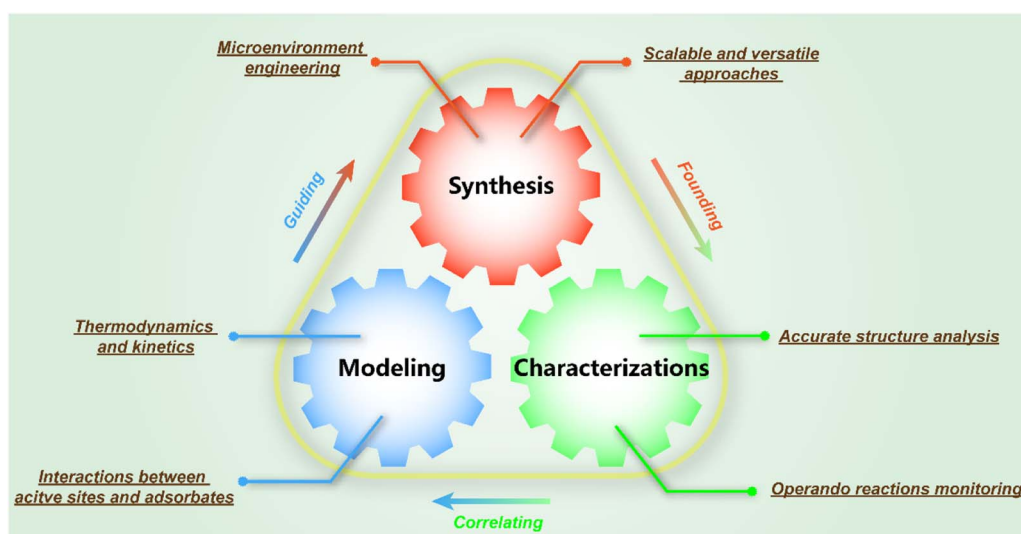 Microenvironment
engineering
Scalable and versatile
approaches
Synthesis
Guiding
Founding
Thermodynamics
and kinetics
Accurate structure analysis
Modeling
Characterizations
Interactions between
acitve sites and adsorbates
Operando reactions monitoring
Correlating